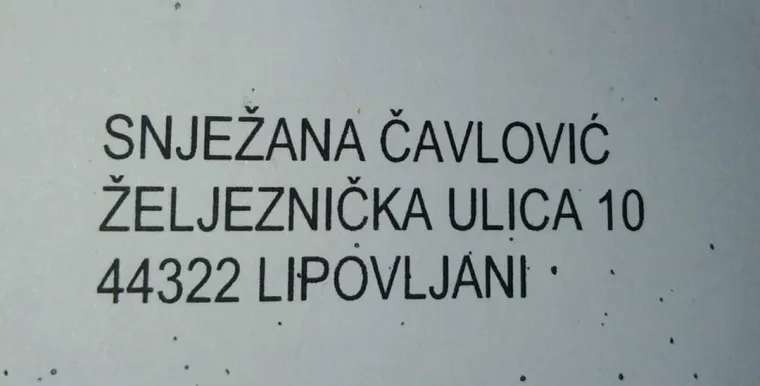 SNJEŽANA ČAVLOVIĆ
ŽELJEZNIČKA ULICA 10
44322 LIPOVLJANI